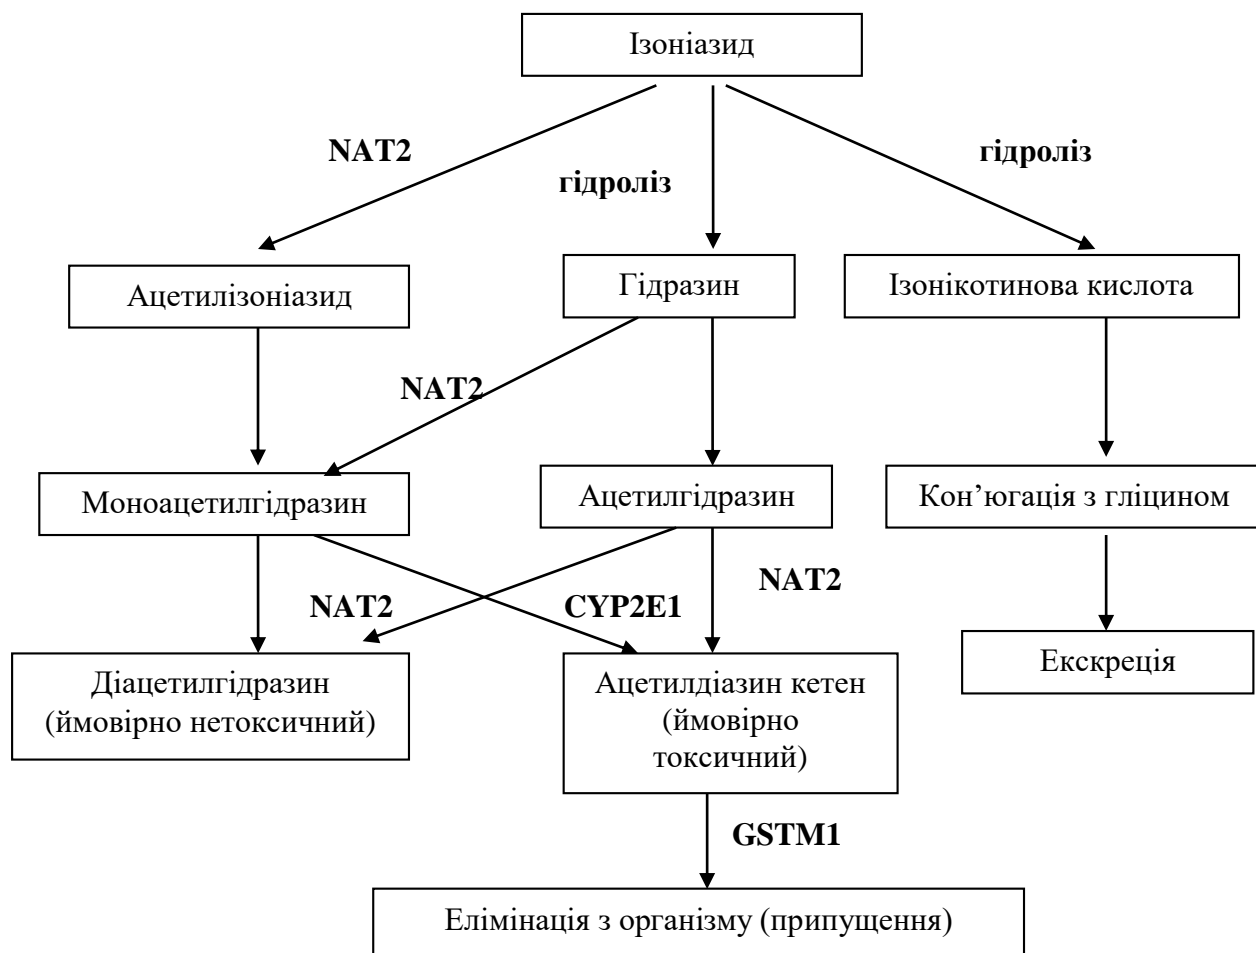 Ізоніазид
NAT2
гідроліз
гідроліз
Ацетилізоніазид
Гідразин
Ізонікотинова кислота
NAT2
Моноацетилгідразин
Ацетилгідразин
Кон’югація з гліцином
NAT2
CYP2E1
NAT2
Діацетилгідразин
(ймовірно нетоксичний)
Ацетилдіазин кетен
(ймовірно
токсичний)
Екскреція
GSTM1
Елімінація з організму (припущення)